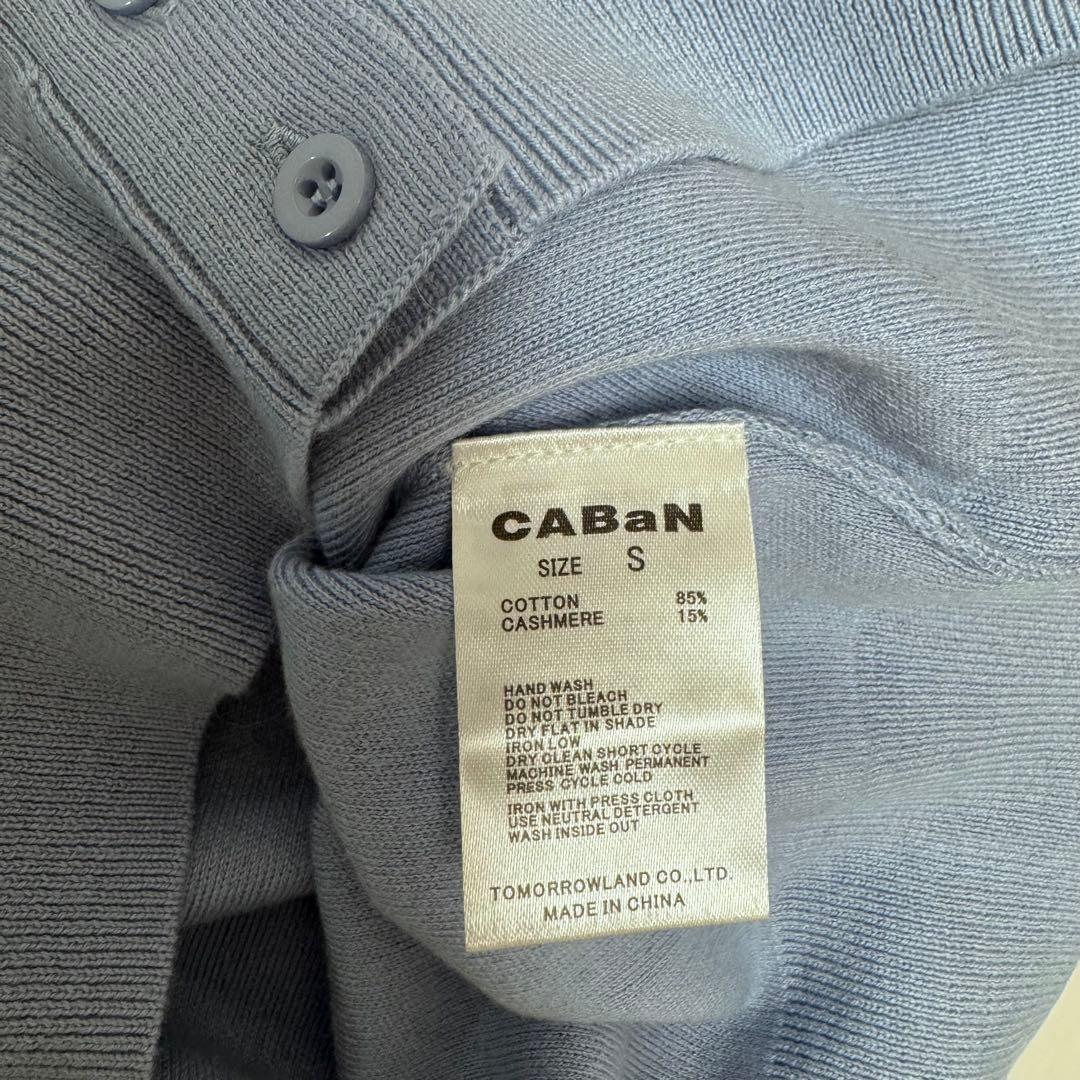 CABaN
SIZE S
COTTON 85%
CASHMERE 15%
HAND WASH
DO NOT BLEACH
DO NOT TUMBLE DRY
DRY FLAT IN SHADE
IRON LOW
DRY CLEAN SHORT CYCLE
MACHINE WASH PERMANENT
PRESS CYCLE COLD
IRON WITH PRESS CLOTH
USE NEUTRAL DETERGENT
WASH INSIDE OUT
TOMORROWLAND CO.,LTD.
MADE IN CHINA